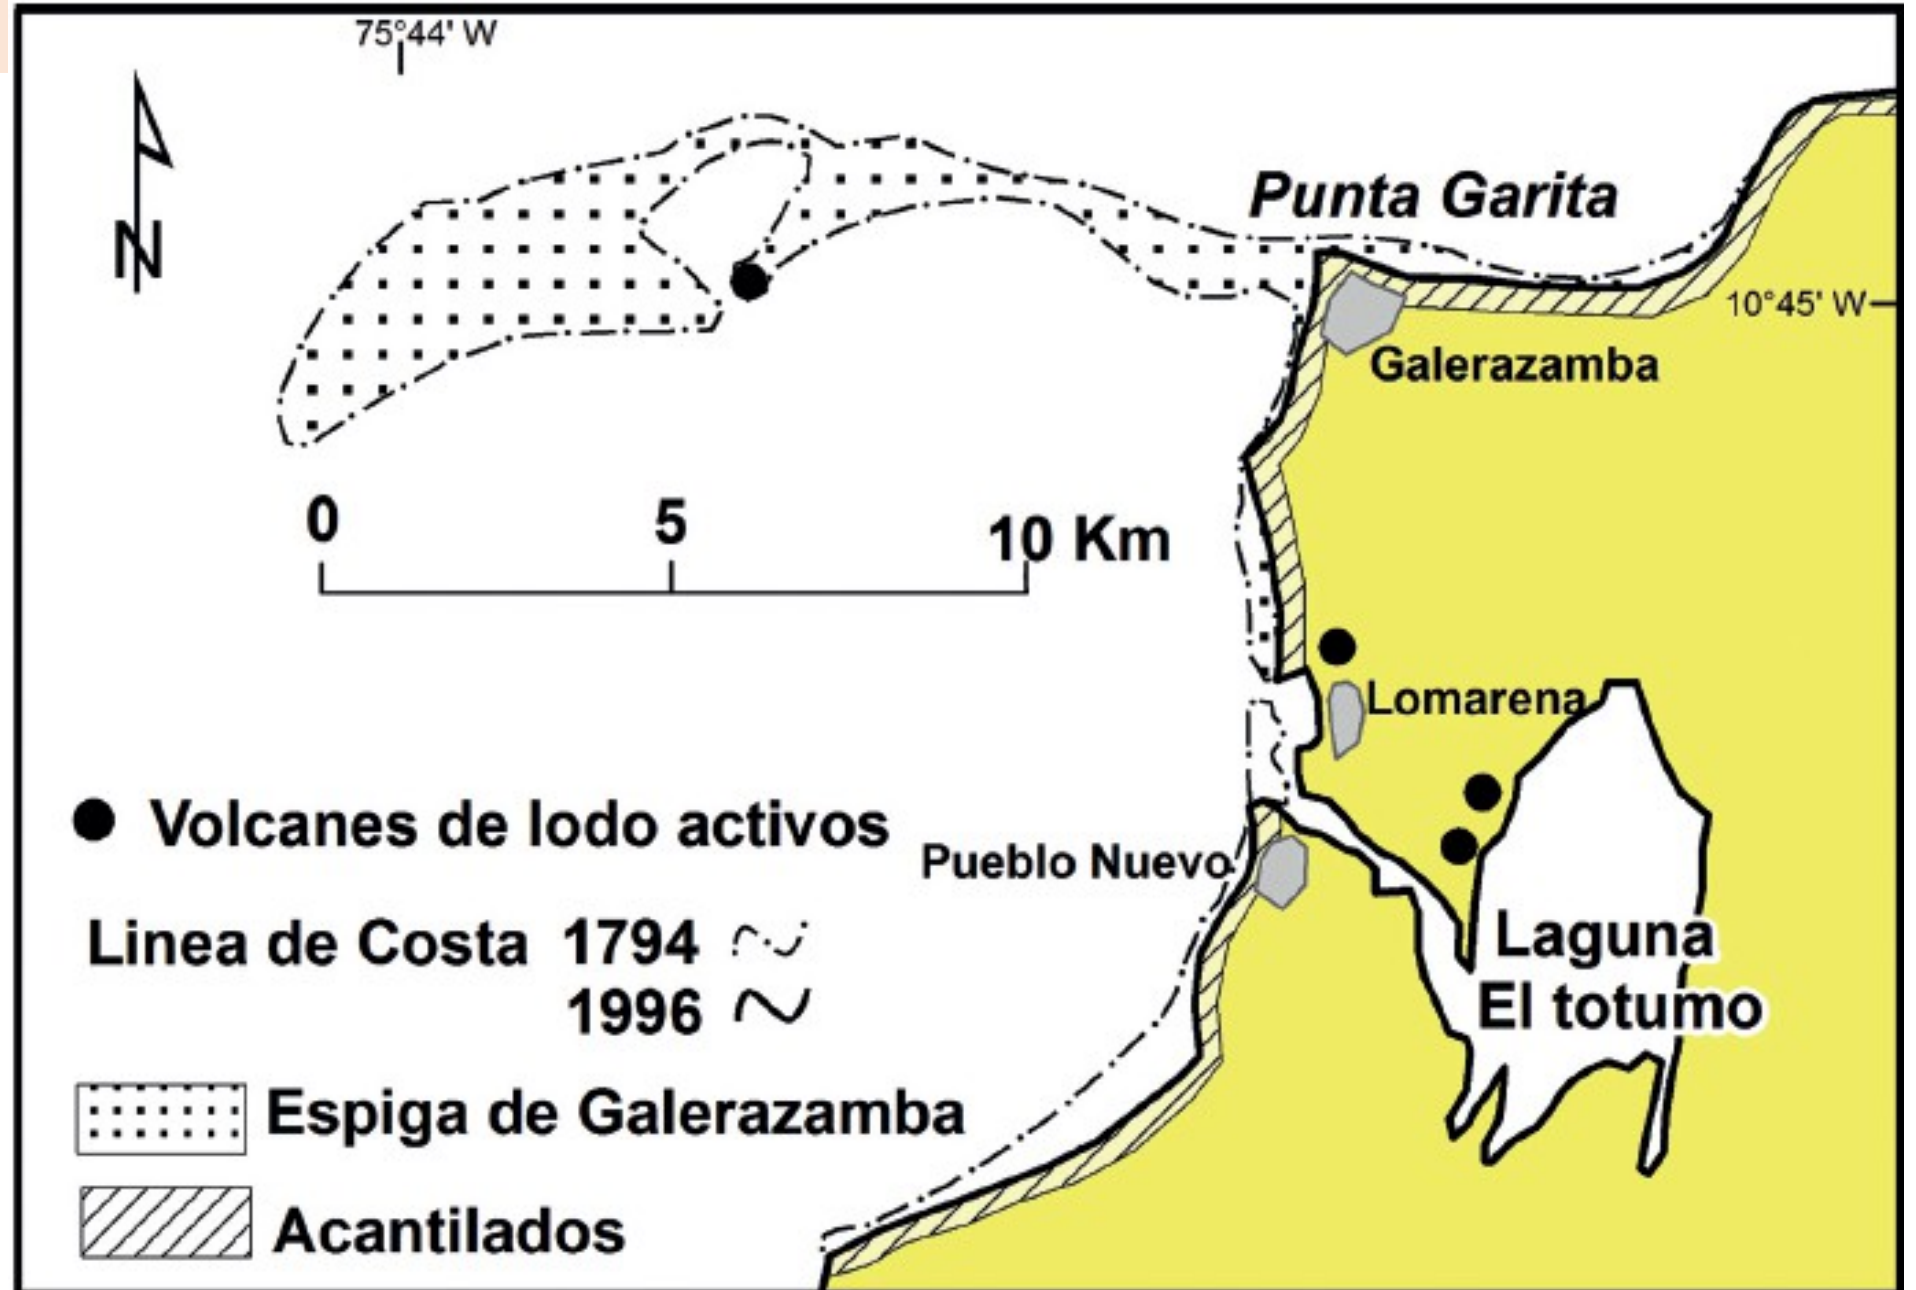 75°44' W
N
Punta Garita
10°45' W
Galerazamba
0 5 10 Km
Lomarena
Volcanes de lodo activos
Pueblo Nuevo
Linea de Costa 1794
1996
Laguna
El totumo
Espiga de Galerazamba
Acantilados